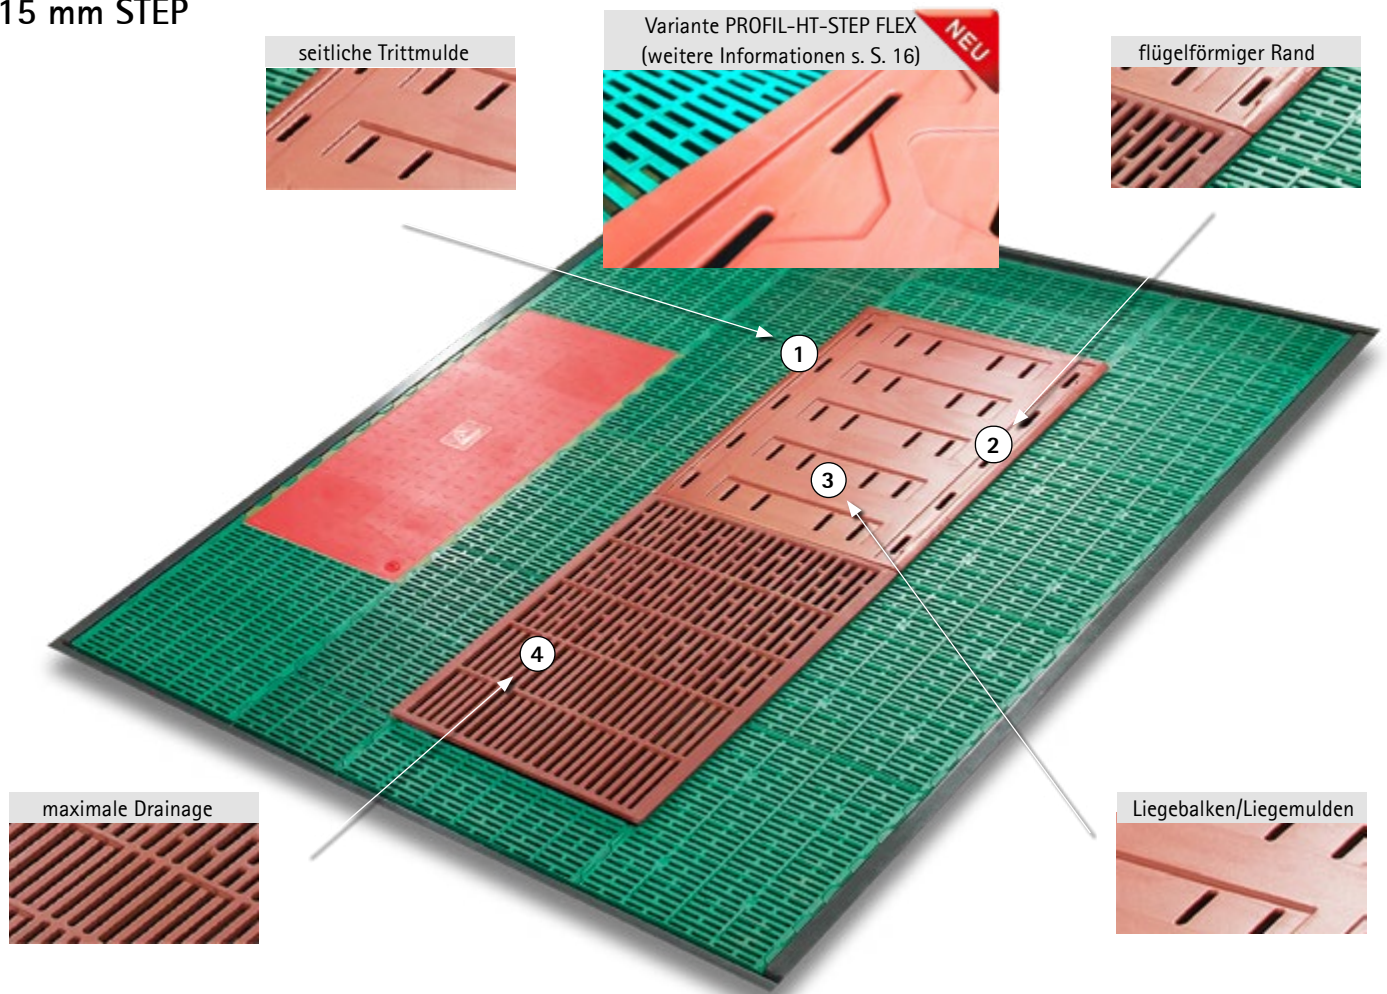 15 mm STEP
seitliche Trittmulde
Variante PROFIL-HT-STEP FLEX
(weitere Informationen s. S. 16)
NEU
flügelförmiger Rand
1
2
3
4
maximale Drainage
Liegebalken/Liegemulden